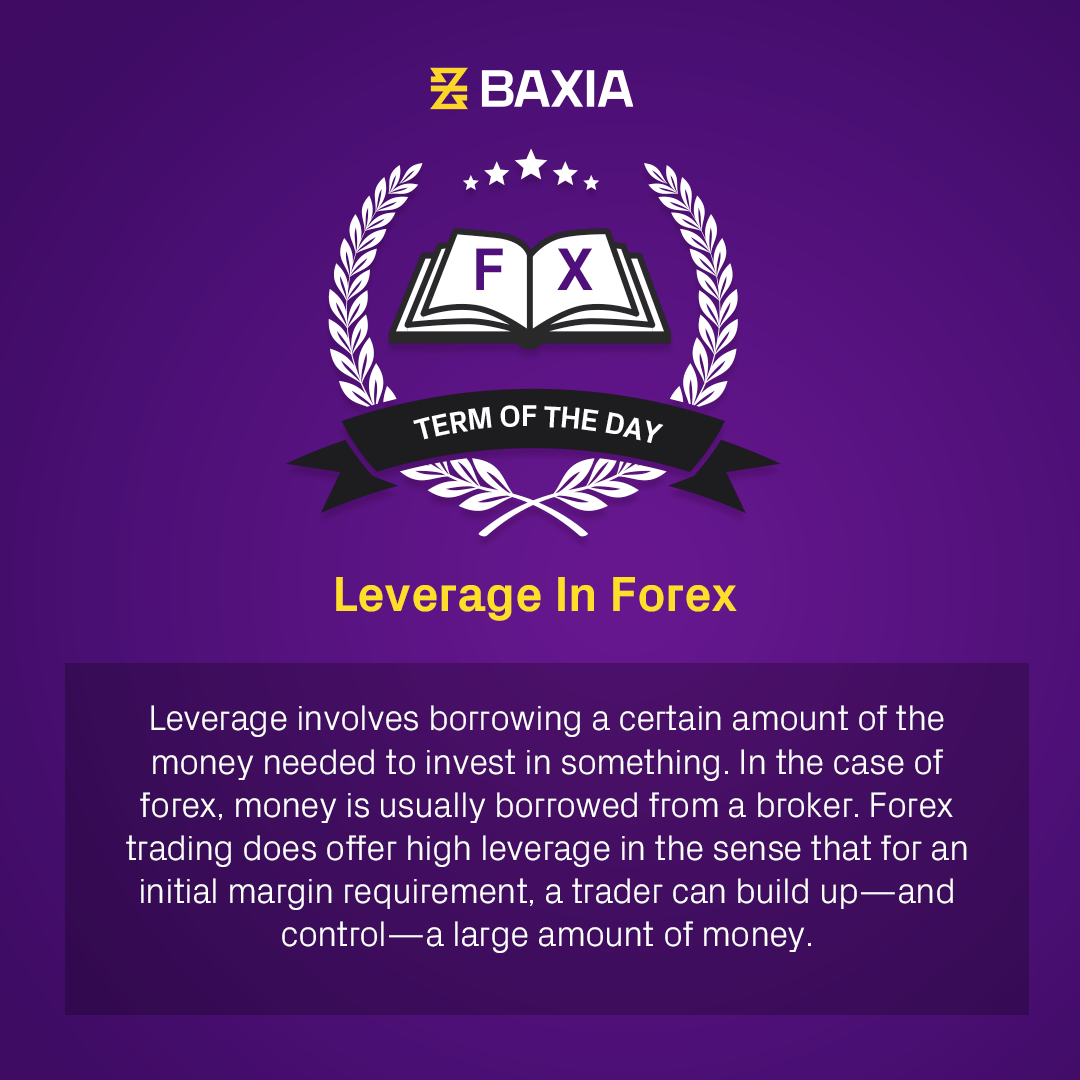 BAXIA
F X
TERM OF THE DAY
Leverage In Forex
Leverage involves borrowing a certain amount of the
money needed to invest in something. In the case of
forex, money is usually borrowed from a broker. Forex
trading does offer high leverage in the sense that for an
initial margin requirement, a trader can build up—and
control—a large amount of money.